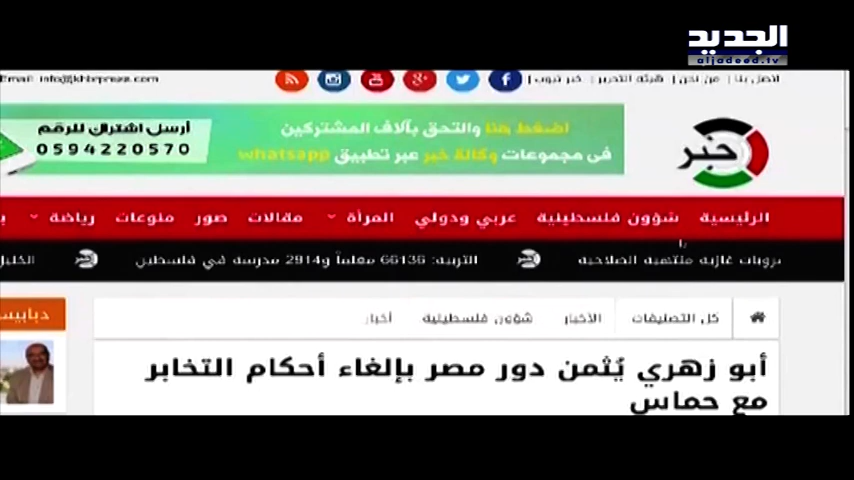 الجديد
aljadeed.tv
Email: info@khbrpress.com
اتصل بنا | من نحن | هيئة التحرير | خبر تيوب |
اضغط هنا والتحق بآلاف المشتركين
في مجموعات وكالة خبر عبر تطبيق whatsapp
أرسل اشتراك للرقم
0594220570
خبر
الرئيسية شؤون فلسطينية عربي ودولي المرأة مقالات صور منوعات رياضة
غازية منتهية الصلاحية
التربية: 66136 معلماً و2914 مدرسة في فلسطين
كل التصنيفات الأخبار شؤون فلسطينية أخبار
أبو زهري يُثمن دور مصر بإلغاء أحكام التخابر
مع حماس